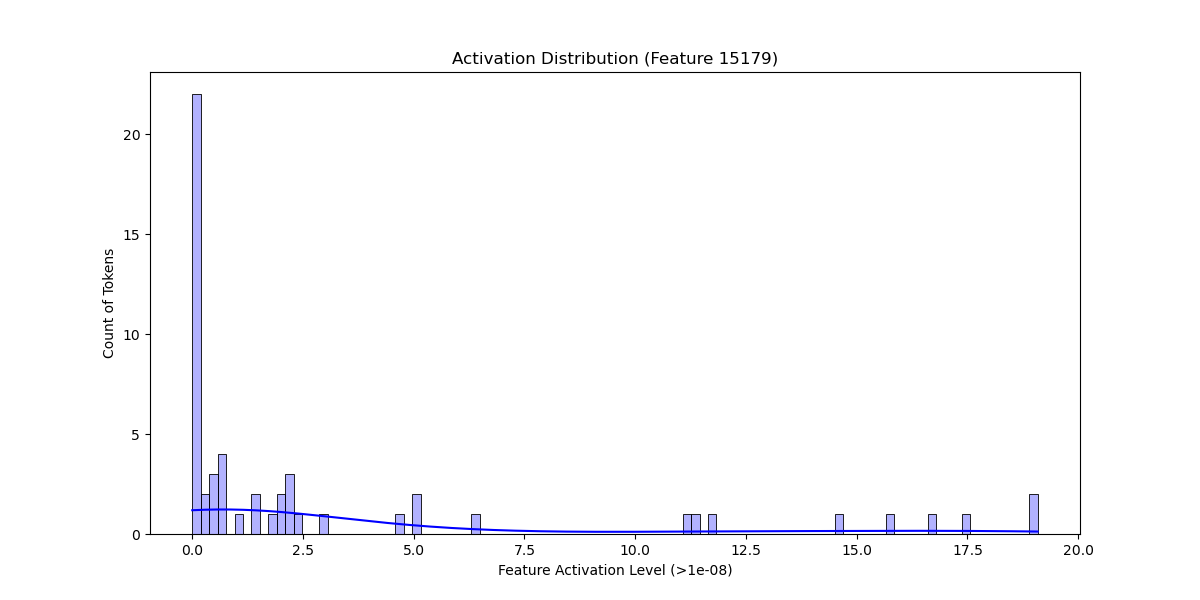 Activation Distribution (Feature 15179)
20
15
10
5
0
Count of Tokens
0.0 2.5 5.0 7.5 10.0 12.5 15.0 17.5 20.0
Feature Activation Level (>1e-08)